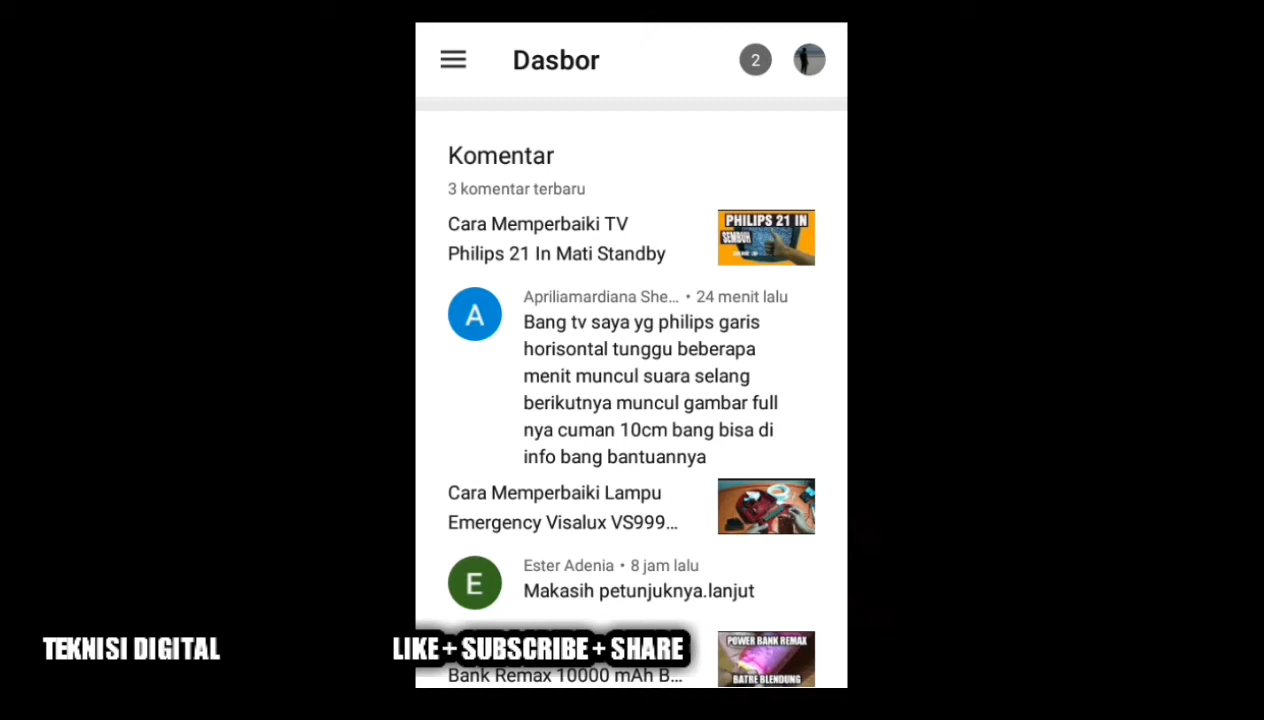 Dasbor
2
Komentar
3 komentar terbaru
Cara Memperbaiki TV
Philips 21 In Mati Standby
PHILIPS 21 IN
SEMBUH
A
Apriliamardiana She... • 24 menit lalu
Bang tv saya yg philips garis
horisontal tunggu beberapa
menit muncul suara selang
berikutnya muncul gambar full
nya cuman 10cm bang bisa di
info bang bantuannya
Cara Memperbaiki Lampu
Emergency Visalux VS999...
E
Ester Adenia • 8 jam lalu
Makasih petunjuknya.lanjut
TEKNISI DIGITAL
LIKE + SUBSCRIBE + SHARE
Bank Remax 10000 mAh B...
POWER BANK REMAX
BATRE BLENDUNG